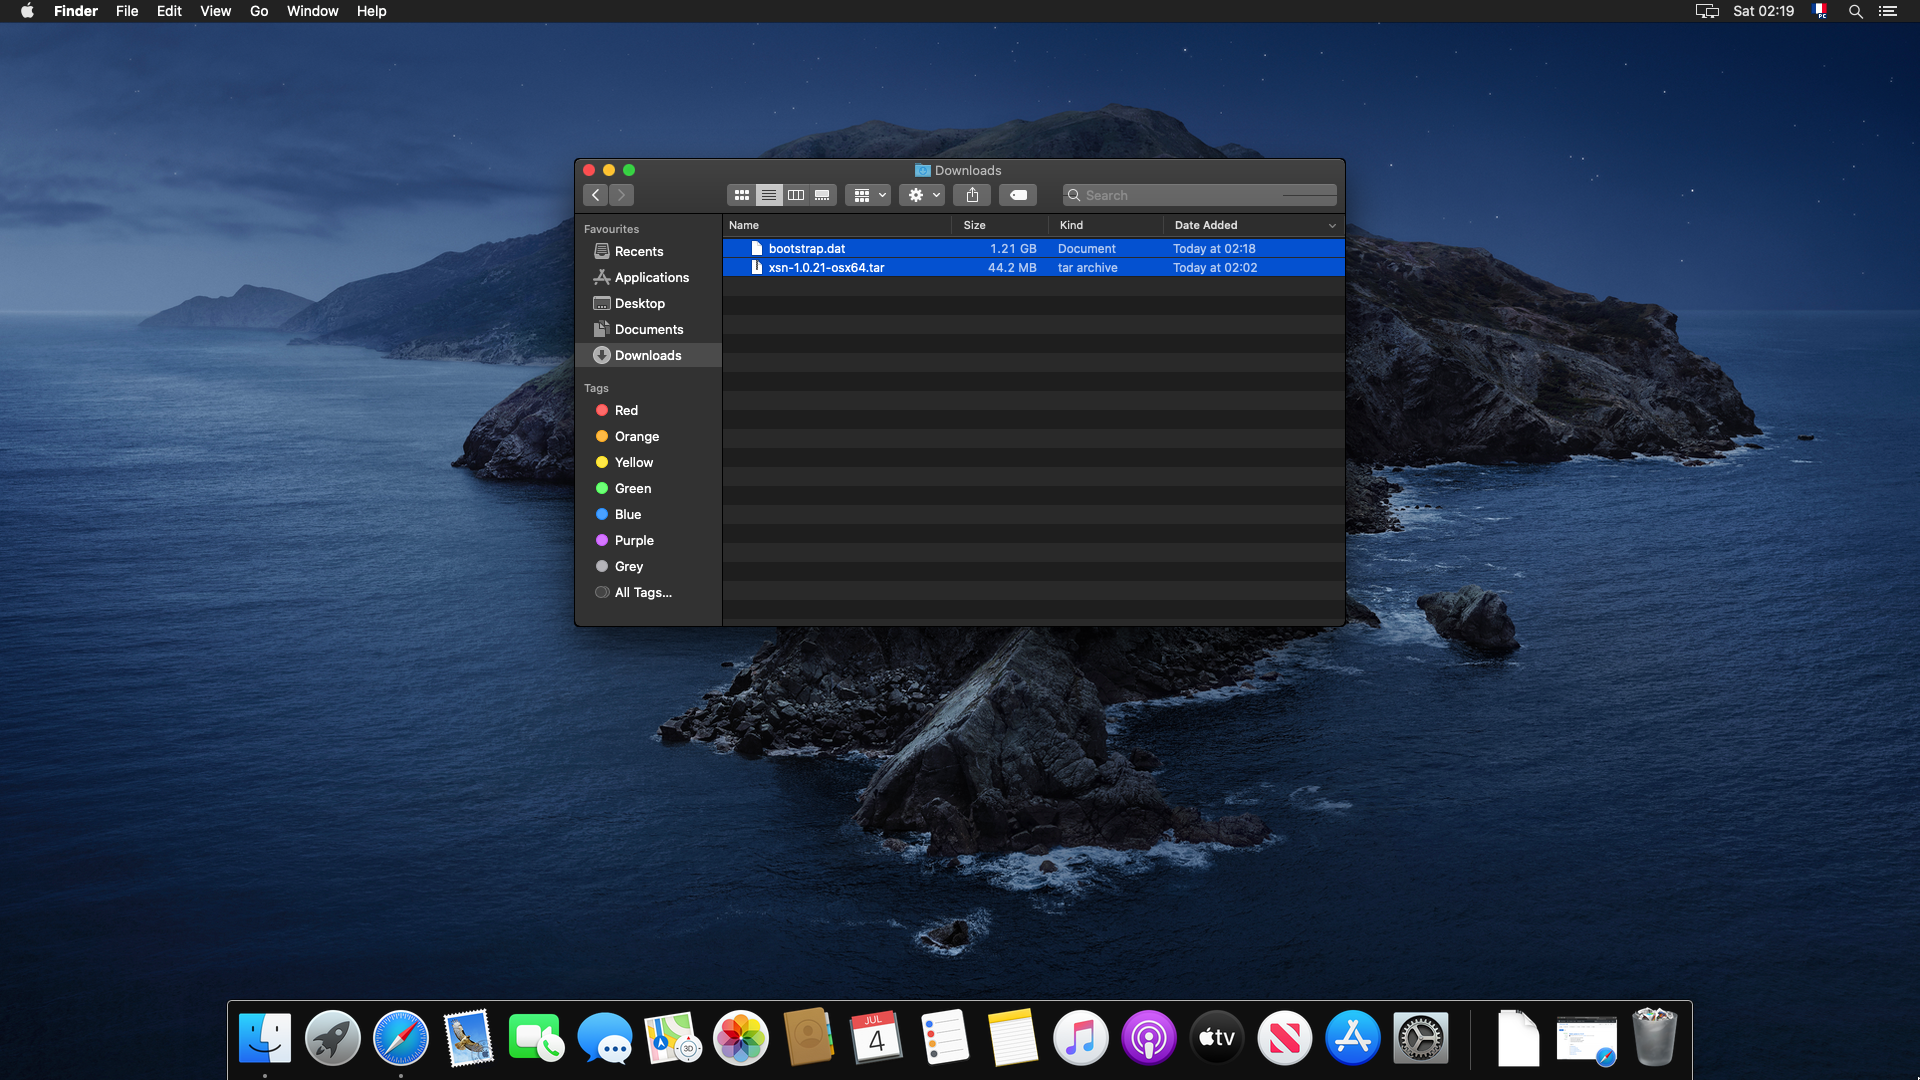 Finder File Edit View Go Window Help Sat 02:19 PC
Downloads
Search
Favourites
Recents
Applications
Desktop
Documents
Downloads
Tags
Red
Orange
Yellow
Green
Blue
Purple
Grey
All Tags...
Name Size Kind Date Added
bootstrap.dat 1.21 GB Document Today at 02:18
xsn-1.0.21-osx64.tar 44.2 MB tar archive Today at 02:02
3D
JUL
4
tv